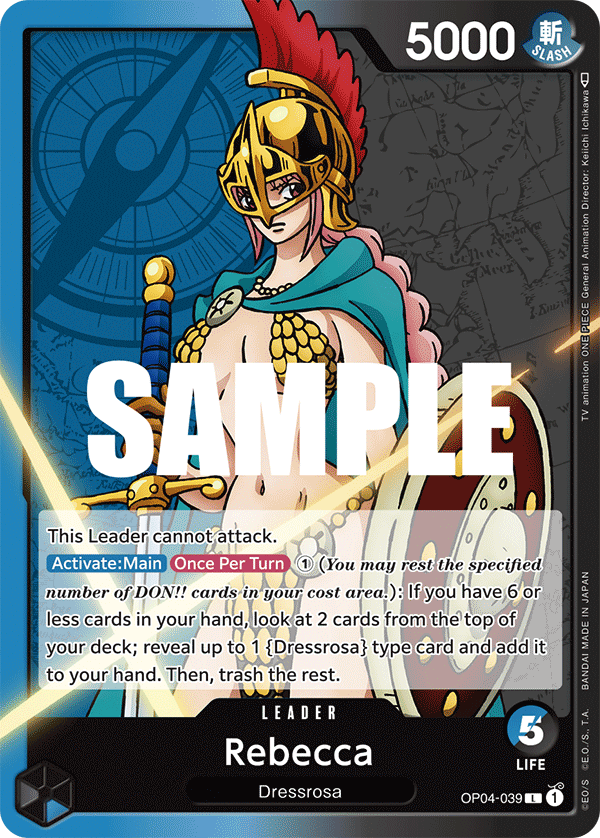 5000
斬
SLASH
TV animation ONE PIECE General Animation Director: Keiichi Ichikawa
SAMPLE
This Leader cannot attack.
Activate:Main Once Per Turn ① (You may rest the specified
number of DON!! cards in your cost area.): If you have 6 or
less cards in your hand, look at 2 cards from the top of
your deck; reveal up to 1 {Dressrosa} type card and add it
to your hand. Then, trash the rest.
BANDAI MADE IN JAPAN
©E.O./S., T.A.
©EO/S
LEADER
Rebecca
5
LIFE
Dressrosa
OP04-039 L 1